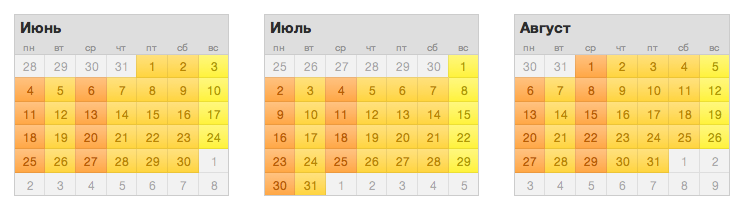 Июнь
пн вт ср чт пт сб вс
28 29 30 31 1 2 3
4 5 6 7 8 9 10
11 12 13 14 15 16 17
18 19 20 21 22 23 24
25 26 27 28 29 30 1
2 3 4 5 6 7 8
Июль
пн вт ср чт пт сб вс
25 26 27 28 29 30 1
2 3 4 5 6 7 8
9 10 11 12 13 14 15
16 17 18 19 20 21 22
23 24 25 26 27 28 29
30 31 1 2 3 4 5
Август
пн вт ср чт пт сб вс
30 31 1 2 3 4 5
6 7 8 9 10 11 12
13 14 15 16 17 18 19
20 21 22 23 24 25 26
27 28 29 30 31 1 2
3 4 5 6 7 8 9